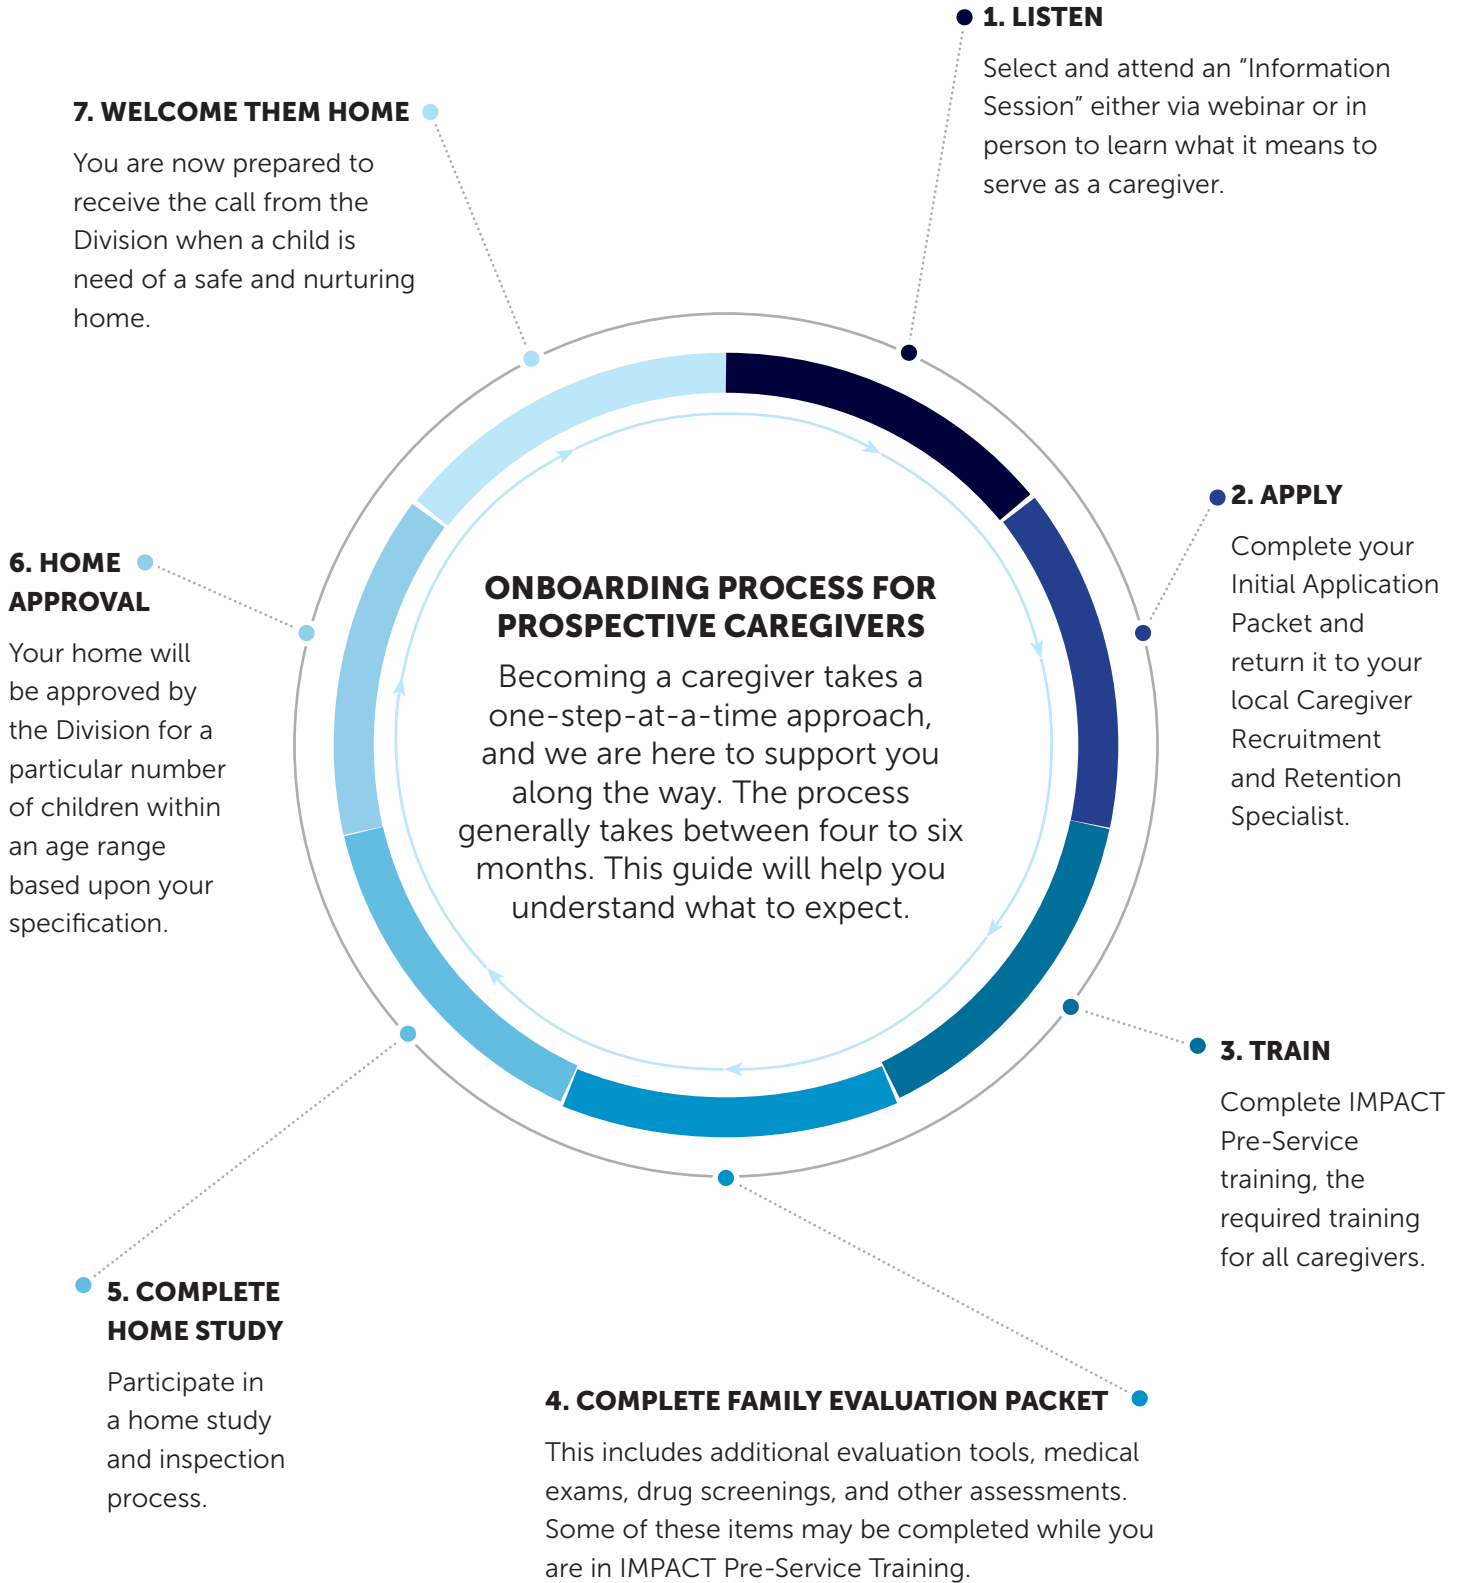 ONBOARDING PROCESS FOR
PROSPECTIVE CAREGIVERS
Becoming a caregiver takes a
one-step-at-a-time approach,
and we are here to support you
along the way. The process
generally takes between four to six
months. This guide will help you
understand what to expect.
1. LISTEN
Select and attend an “Information
Session” either via webinar or in
person to learn what it means to
serve as a caregiver.
2. APPLY
Complete your
Initial Application
Packet and
return it to your
local Caregiver
Recruitment
and Retention
Specialist.
3. TRAIN
Complete IMPACT
Pre-Service
training, the
required training
for all caregivers.
4. COMPLETE FAMILY EVALUATION PACKET
This includes additional evaluation tools, medical
exams, drug screenings, and other assessments.
Some of these items may be completed while you
are in IMPACT Pre-Service Training.
5. COMPLETE
HOME STUDY
Participate in
a home study
and inspection
process.
6. HOME
APPROVAL
Your home will
be approved by
the Division for a
particular number
of children within
an age range
based upon your
specification.
7. WELCOME THEM HOME
You are now prepared to
receive the call from the
Division when a child is
need of a safe and nurturing
home.